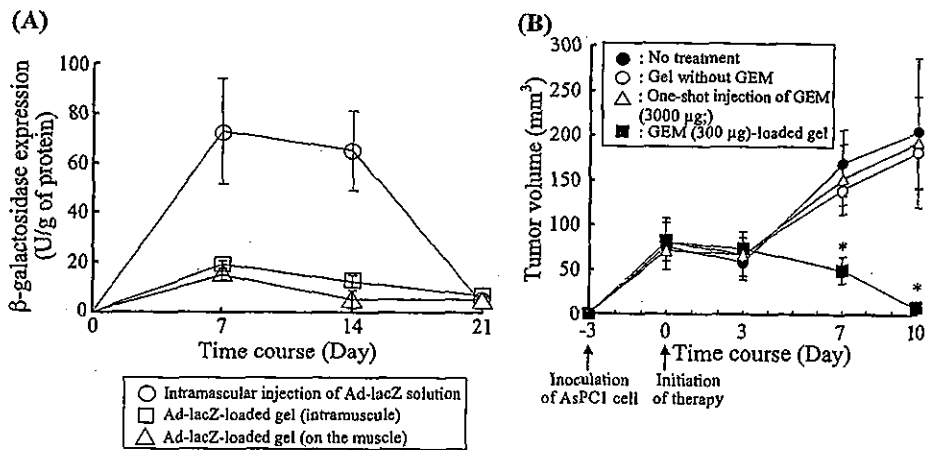 (A)
100
80
60
40
20
0
β-galactosidase expression
(U/g of protein)
0 7 14 21
Time course (Day)
Intramascular injection of Ad-lacZ solution
Ad-lacZ-loaded gel (intramuscule)
Ad-lacZ-loaded gel (on the muscle)
(B)
300
250
200
150
100
50
0
Tumor volume (mm³)
: No treatment
: Gel without GEM
: One-shot injection of GEM
(3000 μg;)
: GEM (300 μg)-loaded gel
*
*
-3 0 3 7 10
Time course (Day)
Inoculation
of AsPC1 cell
Initiation
of therapy